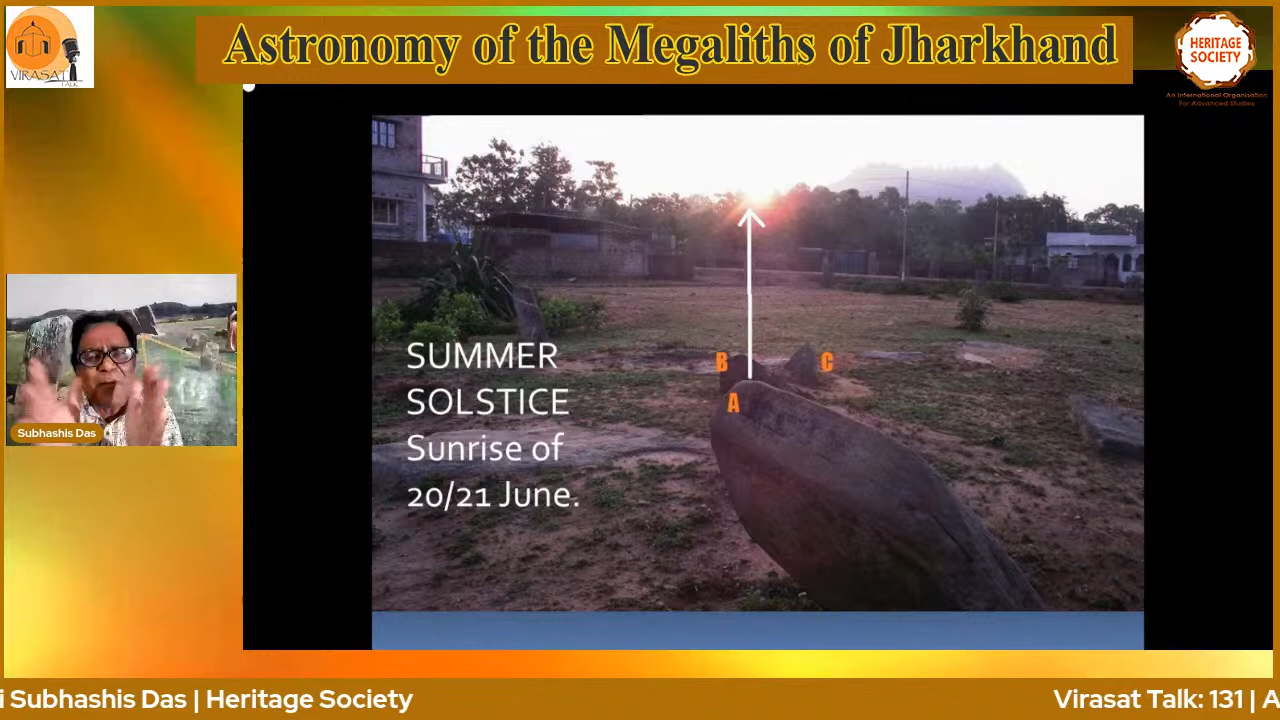 VIRASAT
TALK
Astronomy of the Megaliths of Jharkhand
HERITAGE
SOCIETY
An International Organisation
For Advanced Studies
B
C
A
SUMMER
SOLSTICE
Sunrise of
20/21 June.
Subhashis Das
i Subhashis Das | Heritage Society
Virasat Talk: 131 | A